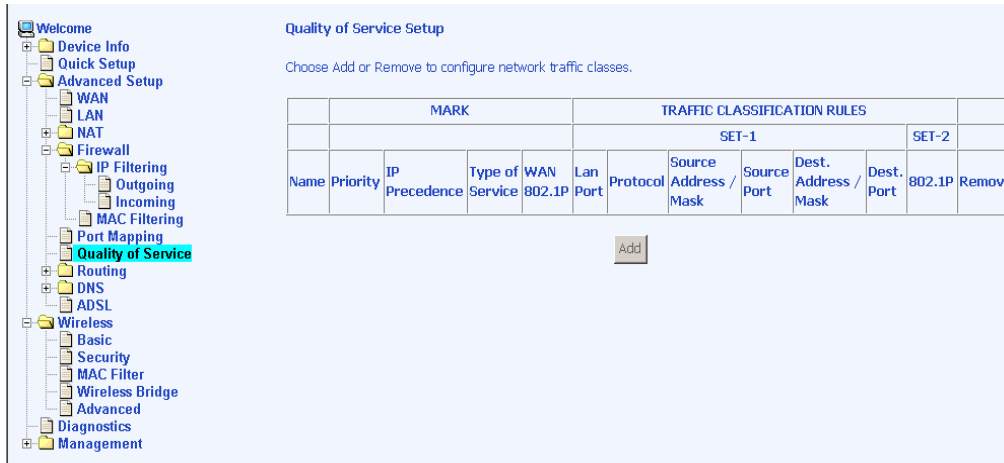 Welcome
Device Info
Quick Setup
Advanced Setup
WAN
LAN
NAT
Firewall
IP Filtering
Outgoing
Incoming
MAC Filtering
Port Mapping
Quality of Service
Routing
DNS
ADSL
Wireless
Basic
Security
MAC Filter
Wireless Bridge
Advanced
Diagnostics
Management
Quality of Service Setup
Choose Add or Remove to configure network traffic classes.
MARK TRAFFIC CLASSIFICATION RULES
SET-1 SET-2
Name Priority IP Precedence Type of Service WAN 802.1P Lan Port Protocol Source Address / Mask Source Port Dest. Address / Mask Dest. Port 802.1P Remov
Add